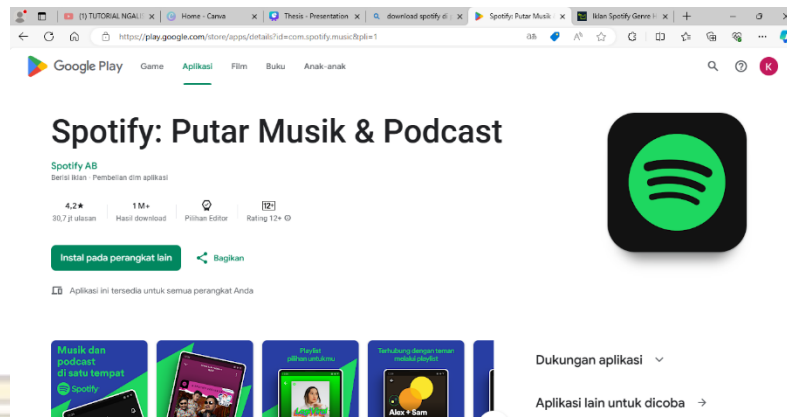 (1) TUTORIAL NGALI
Home - Canva
Thesis - Presentation
download spotify di
Spotify: Putar Musik
Iklan Spotify Genre H
https://play.google.com/store/apps/details?id=com.spotify.music&pli=1
Google Play Game Aplikasi Film Buku Anak-anak
K
Spotify: Putar Musik & Podcast
Spotify AB
Berisi iklan · Pembelian dlm aplikasi
4,2★ 1 M+ 12+
30,7 jt ulasan Hasil download Pilihan Editor Rating 12+
Instal pada perangkat lain Bagikan
Aplikasi ini tersedia untuk semua perangkat Anda
Musik dan
podcast
di satu tempat
Spotify
Playlist
pilihan untukmu
Terhubung dengan teman
melalui playlist
Alex + Sam
Dukungan aplikasi
Aplikasi lain untuk dicoba